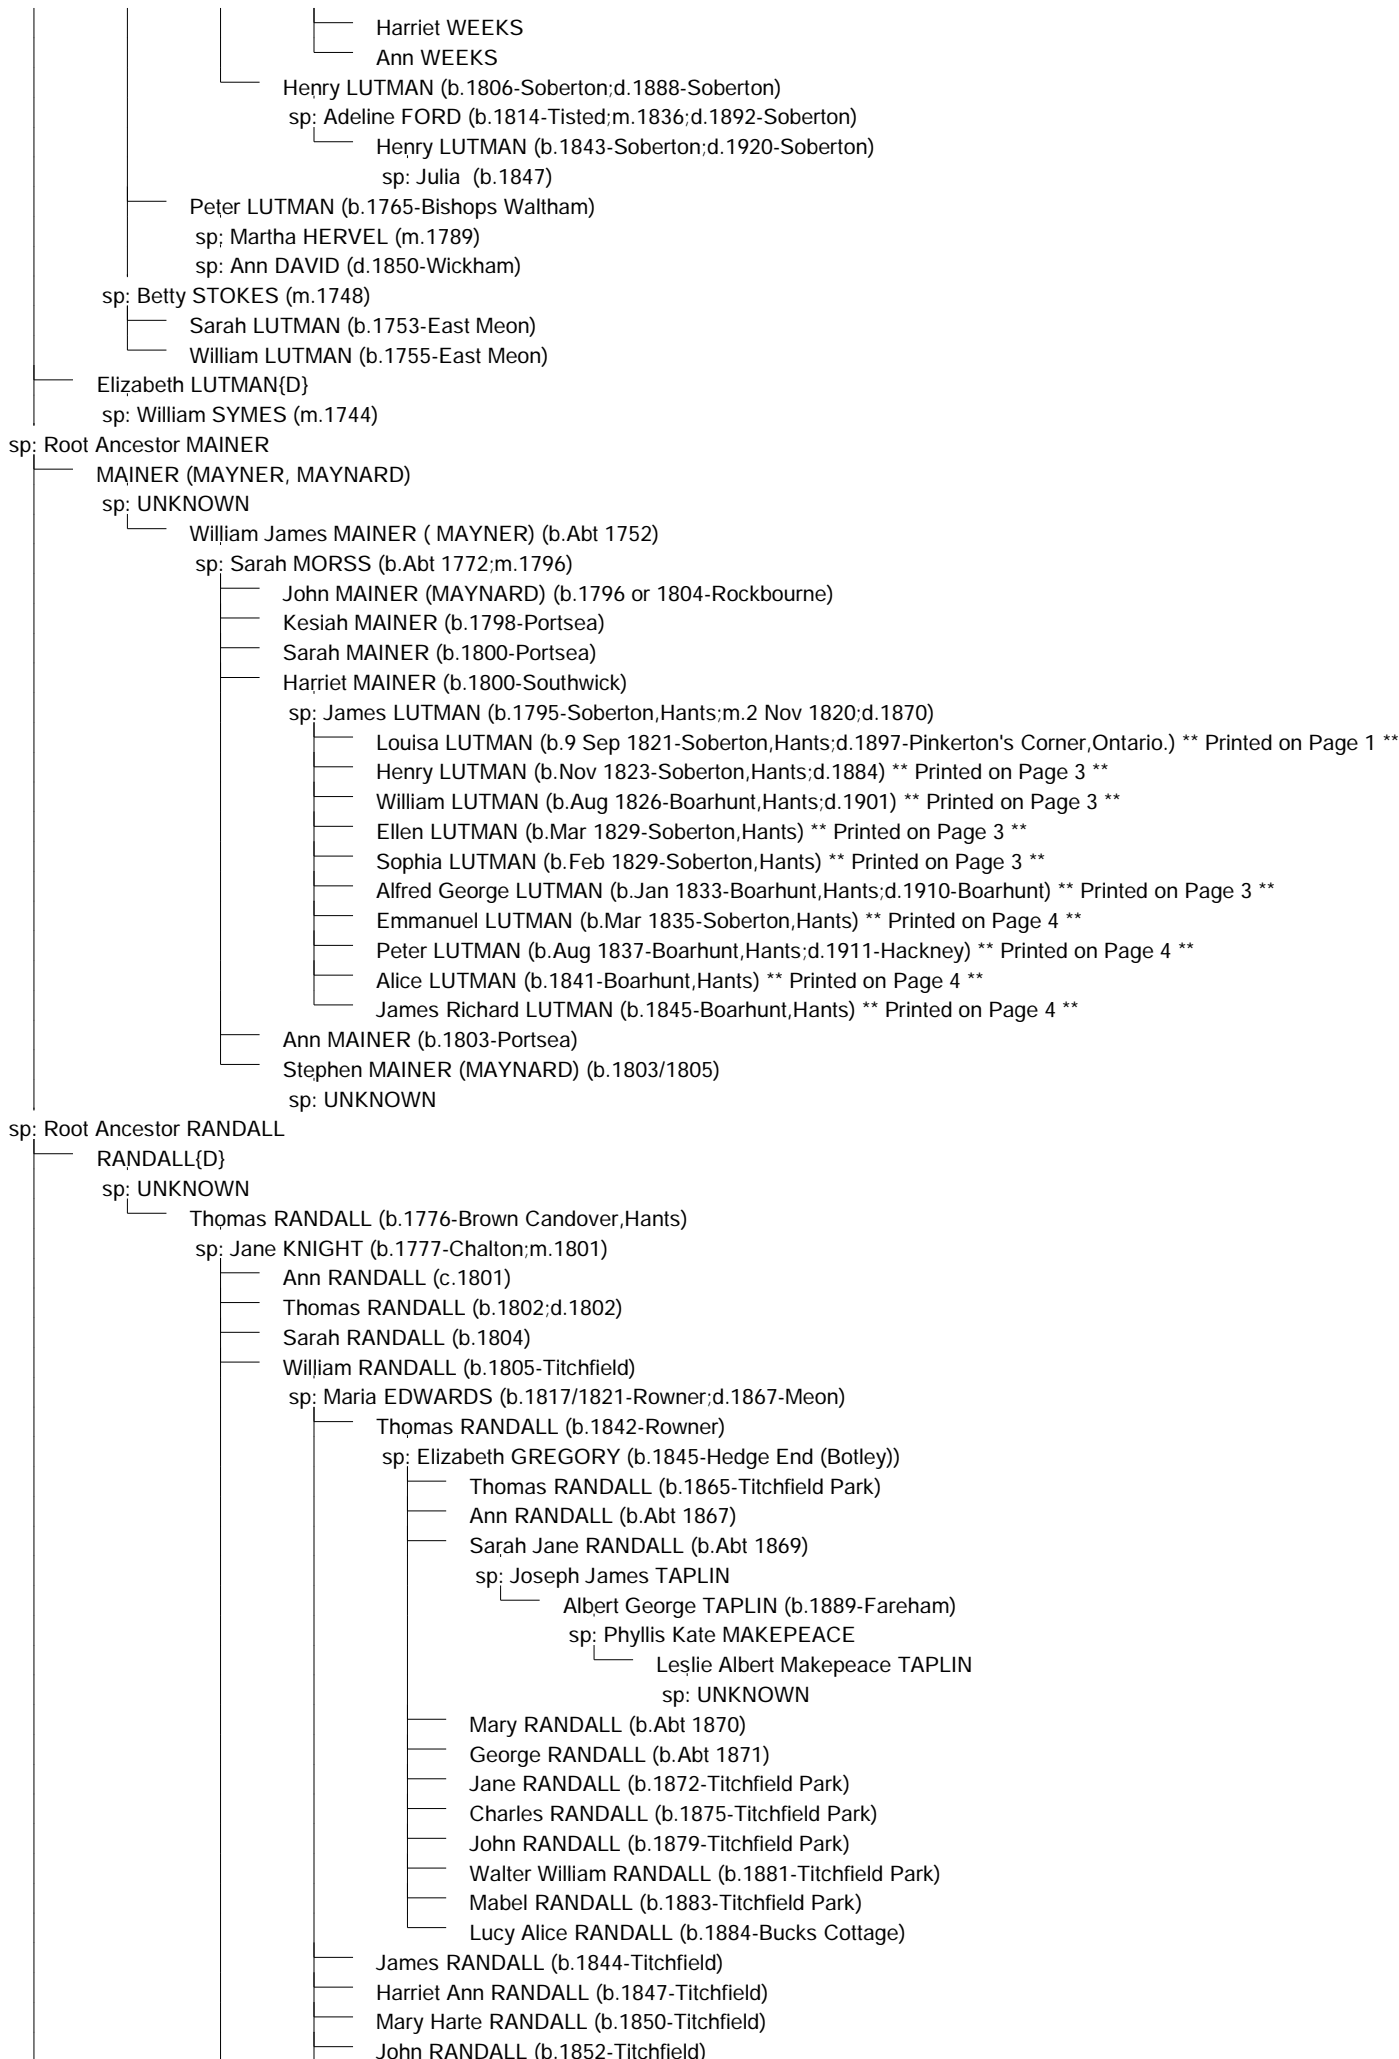 Harriet WEEKS
Ann WEEKS
Henry LUTMAN (b.1806-Soberton;d.1888-Soberton)
sp: Adeline FORD (b.1814-Tisted;m.1836;d.1892-Soberton)
Henry LUTMAN (b.1843-Soberton;d.1920-Soberton)
sp: Julia (b.1847)
Peter LUTMAN (b.1765-Bishops Waltham)
sp: Martha HERVEL (m.1789)
sp: Ann DAVID (d.1850-Wickham)
sp: Betty STOKES (m.1748)
Sarah LUTMAN (b.1753-East Meon)
William LUTMAN (b.1755-East Meon)
Elizabeth LUTMAN{D}
sp: William SYMES (m.1744)
sp: Root Ancestor MAINER
MAINER (MAYNER, MAYNARD)
sp: UNKNOWN
William James MAINER ( MAYNER) (b.Abt 1752)
sp: Sarah MORSS (b.Abt 1772;m.1796)
John MAINER (MAYNARD) (b.1796 or 1804-Rockbourne)
Kesiah MAINER (b.1798-Portsea)
Sarah MAINER (b.1800-Portsea)
Harriet MAINER (b.1800-Southwick)
sp: James LUTMAN (b.1795-Soberton,Hants;m.2 Nov 1820;d.1870)
Louisa LUTMAN (b.9 Sep 1821-Soberton,Hants;d.1897-Pinkerton's Corner,Ontario.) ** Printed on Page 1 **
Henry LUTMAN (b.Nov 1823-Soberton,Hants;d.1884) ** Printed on Page 3 **
William LUTMAN (b.Aug 1826-Boarhunt,Hants;d.1901) ** Printed on Page 3 **
Ellen LUTMAN (b.Mar 1829-Soberton,Hants) ** Printed on Page 3 **
Sophia LUTMAN (b.Feb 1829-Soberton,Hants) ** Printed on Page 3 **
Alfred George LUTMAN (b.Jan 1833-Boarhunt,Hants;d.1910-Boarhunt) ** Printed on Page 3 **
Emmanuel LUTMAN (b.Mar 1835-Soberton,Hants) ** Printed on Page 4 **
Peter LUTMAN (b.Aug 1837-Boarhunt,Hants;d.1911-Hackney) ** Printed on Page 4 **
Alice LUTMAN (b.1841-Boarhunt,Hants) ** Printed on Page 4 **
James Richard LUTMAN (b.1845-Boarhunt,Hants) ** Printed on Page 4 **
Ann MAINER (b.1803-Portsea)
Stephen MAINER (MAYNARD) (b.1803/1805)
sp: UNKNOWN
sp: Root Ancestor RANDALL
RANDALL{D}
sp: UNKNOWN
Thomas RANDALL (b.1776-Brown Candover,Hants)
sp: Jane KNIGHT (b.1777-Chalton;m.1801)
Ann RANDALL (c.1801)
Thomas RANDALL (b.1802;d.1802)
Sarah RANDALL (b.1804)
William RANDALL (b.1805-Titchfield)
sp: Maria EDWARDS (b.1817/1821-Rowner;d.1867-Meon)
Thomas RANDALL (b.1842-Rowner)
sp: Elizabeth GREGORY (b.1845-Hedge End (Botley))
Thomas RANDALL (b.1865-Titchfield Park)
Ann RANDALL (b.Abt 1867)
Sarah Jane RANDALL (b.Abt 1869)
sp: Joseph James TAPLIN
Albert George TAPLIN (b.1889-Fareham)
sp: Phyllis Kate MAKEPEACE
Leslie Albert Makepeace TAPLIN
sp: UNKNOWN
Mary RANDALL (b.Abt 1870)
George RANDALL (b.Abt 1871)
Jane RANDALL (b.1872-Titchfield Park)
Charles RANDALL (b.1875-Titchfield Park)
John RANDALL (b.1879-Titchfield Park)
Walter William RANDALL (b.1881-Titchfield Park)
Mabel RANDALL (b.1883-Titchfield Park)
Lucy Alice RANDALL (b.1884-Bucks Cottage)
James RANDALL (b.1844-Titchfield)
Harriet Ann RANDALL (b.1847-Titchfield)
Mary Harte RANDALL (b.1850-Titchfield)
John RANDALL (b.1852-Titchfield)